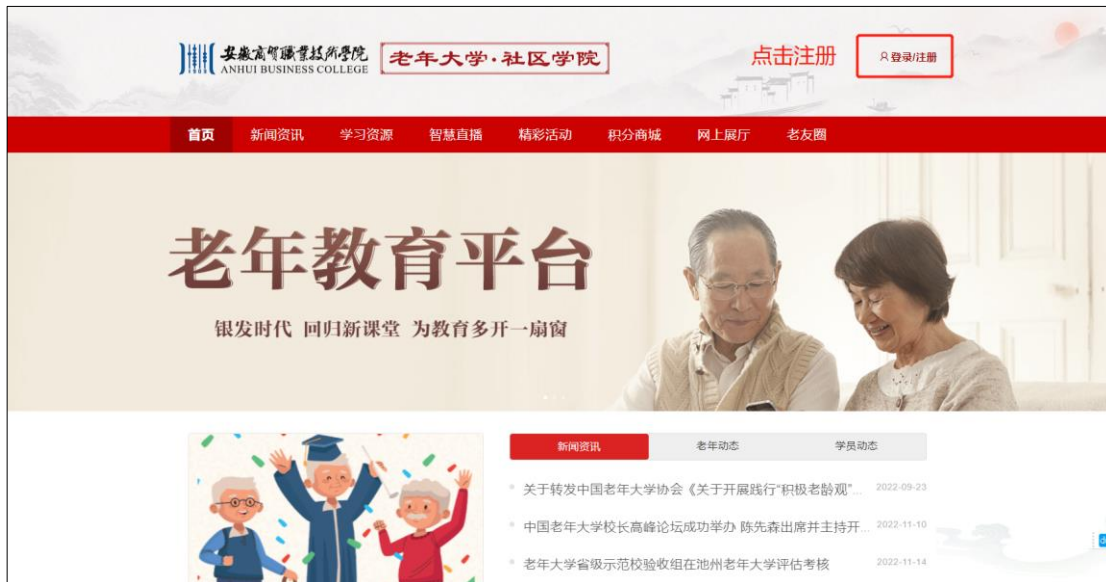 安徽商贸職業技術學院
ANHUI BUSINESS COLLEGE
老年大学·社区学院
点击注册
登录/注册
首页 新闻资讯 学习资源 智慧直播 精彩活动 积分商城 网上展厅 老友圈
老年教育平台
银发时代 回归新课堂 为教育多开一扇窗
新闻资讯 老年动态 学员动态
关于转发中国老年大学协会《关于开展践行“积极老龄观”... 2022-09-23
中国老年大学校长高峰论坛成功举办 陈先森出席并主持开... 2022-11-10
老年大学省级示范校验收组在池州老年大学评估考核 2022-11-14